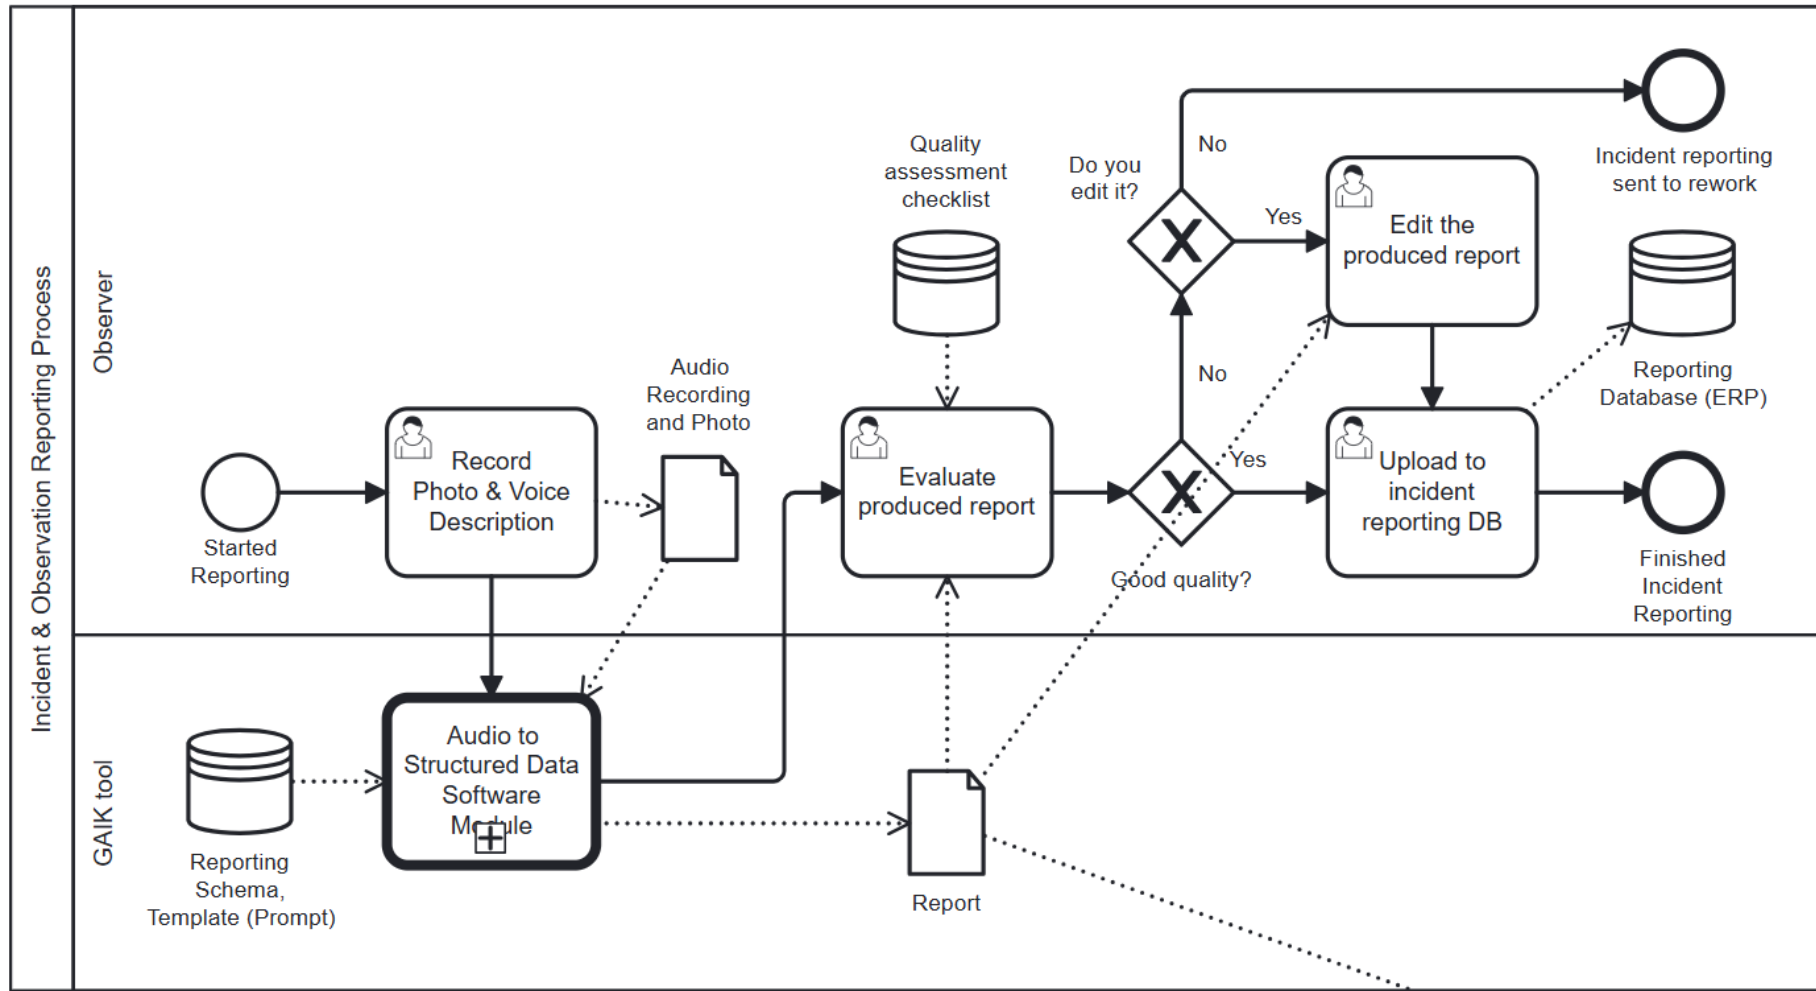 Incident & Observation Reporting Process
Observer
Started
Reporting
Record
Photo & Voice
Description
Audio
Recording
and Photo
Quality
assessment
checklist
Evaluate
produced report
Good quality?
No
Yes
Do you
edit it?
No
Yes
Edit the
produced report
Upload to
incident
reporting DB
Incident reporting
sent to rework
Reporting
Database (ERP)
Finished
Incident
Reporting
GAIK tool
Reporting
Schema,
Template (Prompt)
Audio to
Structured Data
Software
Module
Report